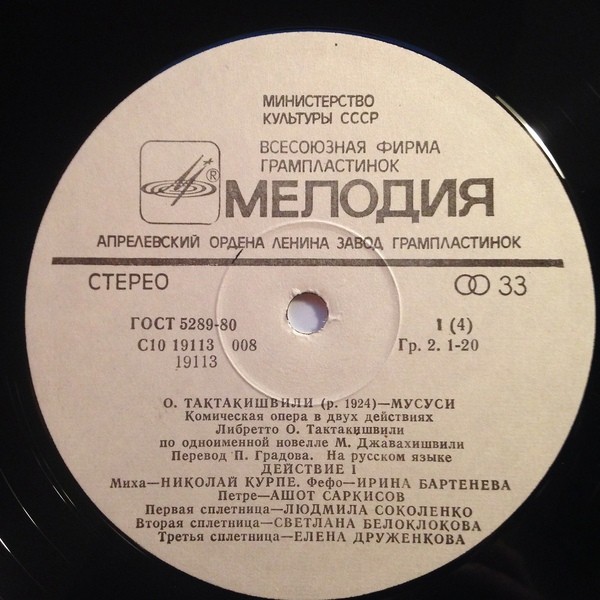 МИНИСТЕРСТВО
КУЛЬТУРЫ СССР
ВСЕСОЮЗНАЯ ФИРМА
ГРАМПЛАСТИНОК
®
МЕЛОДИЯ
АПРЕЛЕВСКИЙ ОРДЕНА ЛЕНИНА ЗАВОД ГРАМПЛАСТИНОК
СТЕРЕО 33
ГОСТ 5289-80 1 (4)
С10 19113 008 Гр. 2. 1-20
19113
О. ТАКТАКИШВИЛИ (р. 1924)—МУСУСИ
Комическая опера в двух действиях
Либретто О. Тактакишвили
по одноименной новелле М. Джавахишвили
Перевод П. Градова. На русском языке
ДЕЙСТВИЕ I
Миха—НИКОЛАЙ КУРПЕ. Фефо—ИРИНА БАРТЕНЕВА
Петре—АШОТ САРКИСОВ
Первая сплетница—ЛЮДМИЛА СОКОЛЕНКО
Вторая сплетница—СВЕТЛАНА БЕЛОКЛОКОВА
Третья сплетница—ЕЛЕНА ДРУЖЕНКОВА